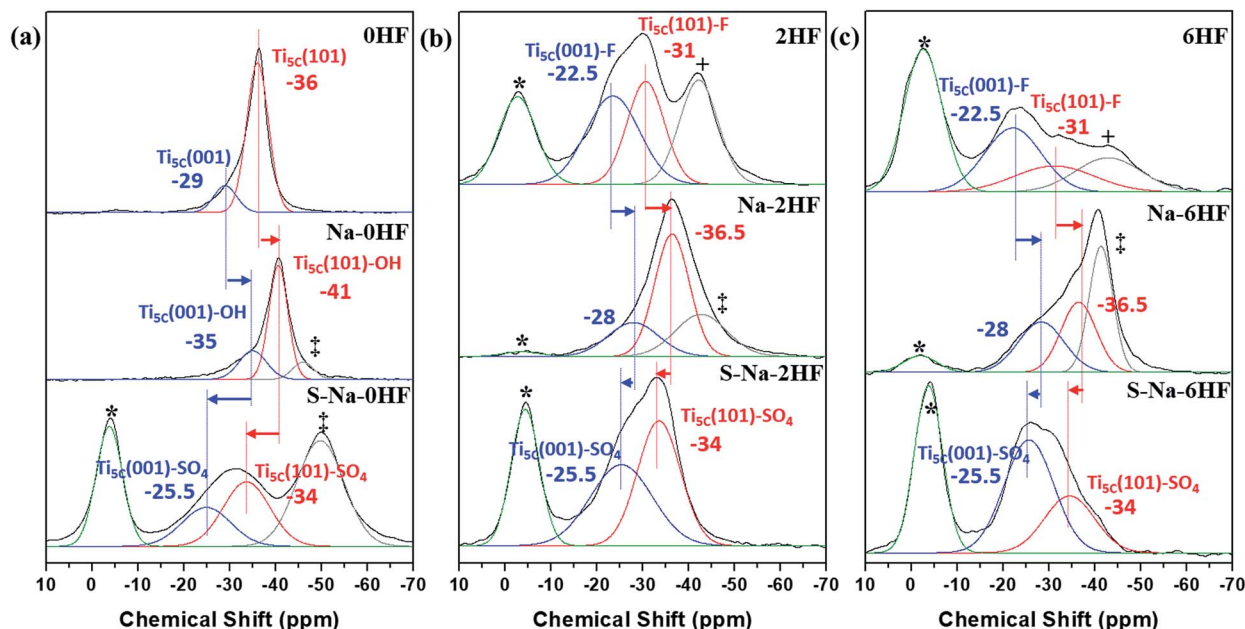 (a)
0HF
Ti5C(101)
-36
Ti5C(001)
-29
Na-0HF
Ti5C(101)-OH
-41
Ti5C(001)-OH
-35
‡
S-Na-0HF
*
‡
Ti5C(001)-SO4
-25.5
Ti5C(101)-SO4
-34
10 0 -10 -20 -30 -40 -50 -60 -70
Chemical Shift (ppm)
(b)
2HF
Ti5C(101)-F
-31
Ti5C(001)-F
-22.5
+
*
Na-2HF
-36.5
‡
-28
*
S-Na-2HF
*
Ti5C(101)-SO4
-34
Ti5C(001)-SO4
-25.5
10 0 -10 -20 -30 -40 -50 -60 -70
Chemical Shift (ppm)
(c)
6HF
*
Ti5C(001)-F
-22.5
Ti5C(101)-F
-31
+
Na-6HF
‡
-36.5
-28
*
S-Na-6HF
*
Ti5C(001)-SO4
-25.5
Ti5C(101)-SO4
-34
10 0 -10 -20 -30 -40 -50 -60 -70
Chemical Shift (ppm)